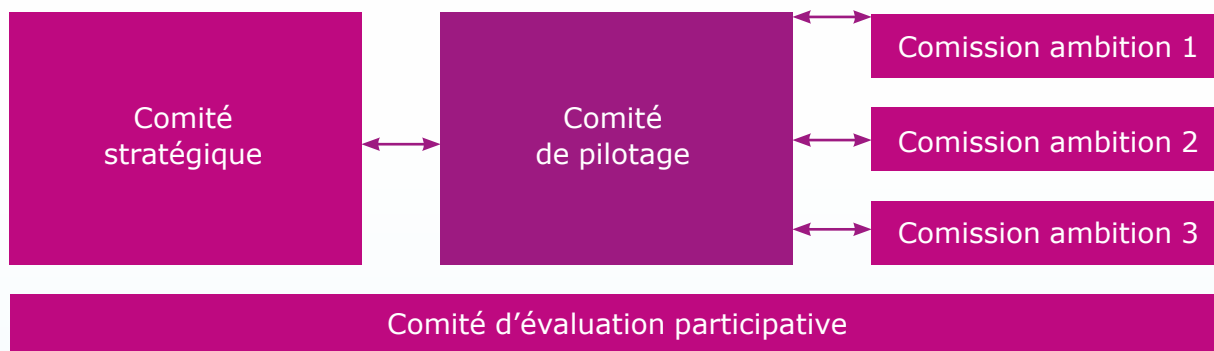 Comité
stratégique
Comité
de pilotage
Comission ambition 1
Comission ambition 2
Comission ambition 3
Comité d’évaluation participative